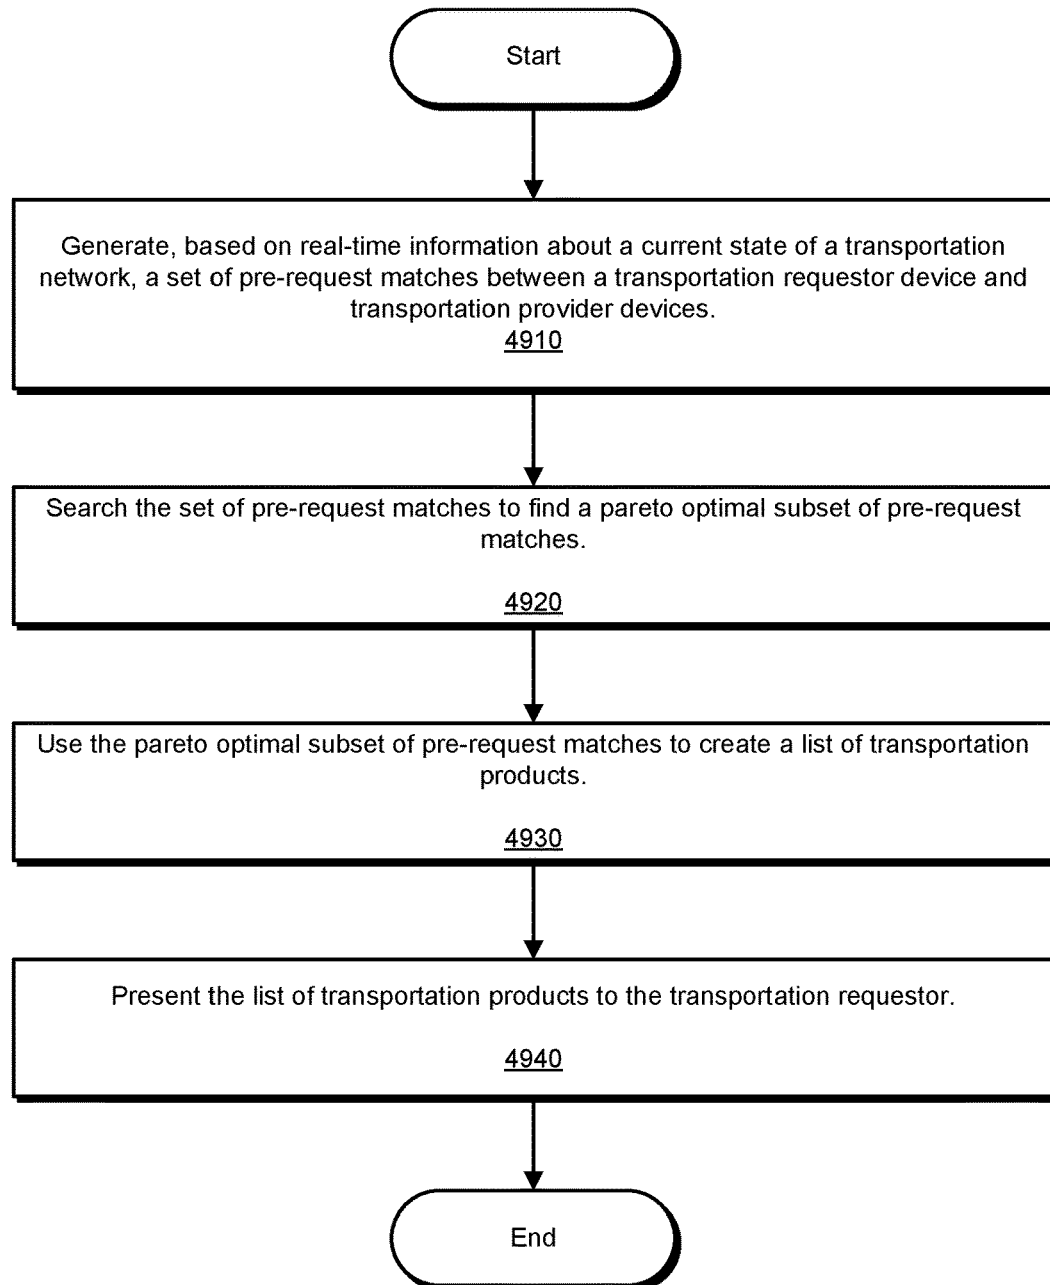 Start
Generate, based on real-time information about a current state of a transportation
network, a set of pre-request matches between a transportation requestor device and
transportation provider devices.
4910
Search the set of pre-request matches to find a pareto optimal subset of pre-request
matches.
4920
Use the pareto optimal subset of pre-request matches to create a list of transportation
products.
4930
Present the list of transportation products to the transportation requestor.
4940
End